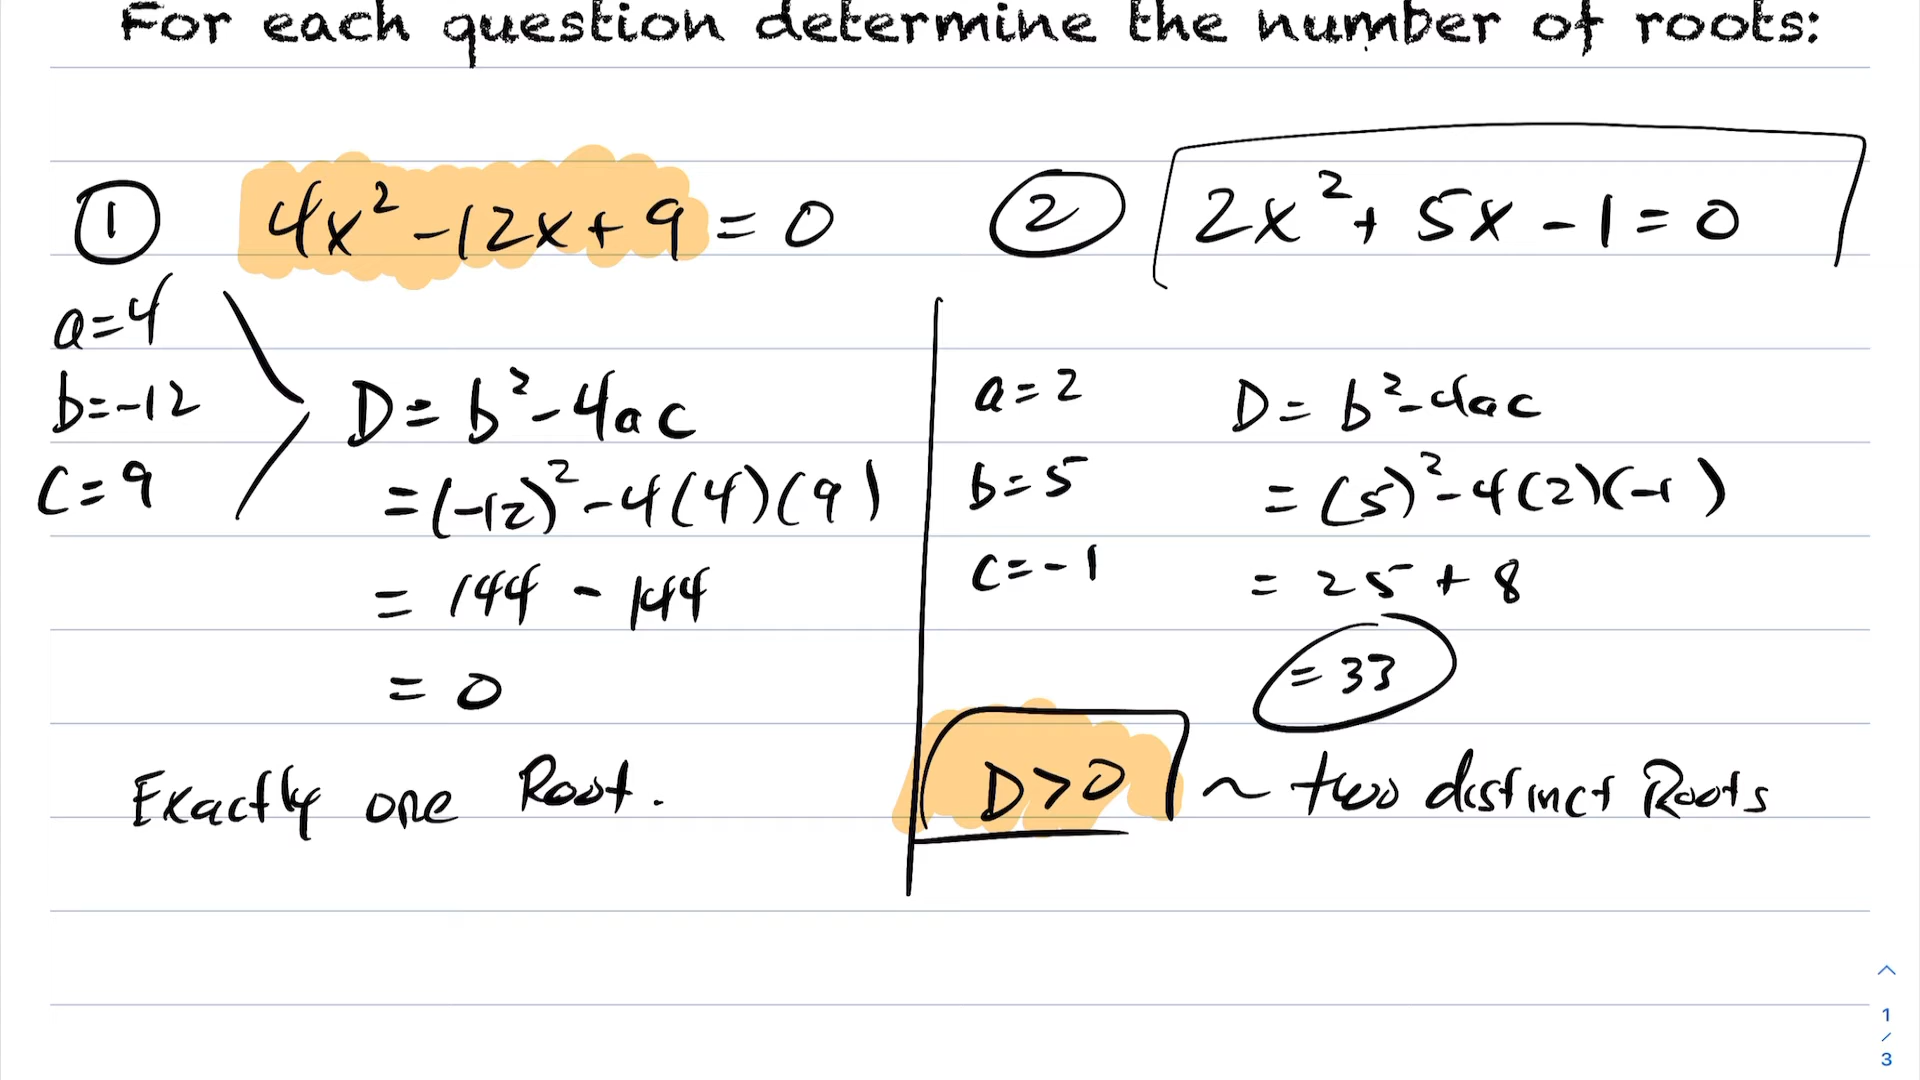 For each question determine the number of roots:
① 4x² - 12x + 9 = 0
a = 4
b = -12
c = 9
D = b² - 4ac
= (-12)² - 4(4)(9)
= 144 - 144
= 0
Exactly one Root.
② 2x² + 5x - 1 = 0
a = 2
b = 5
c = -1
D = b² - 4ac
= (5)² - 4(2)(-1)
= 25 + 8
= 33
D > 0 ~ two distinct Roots
1
/
3